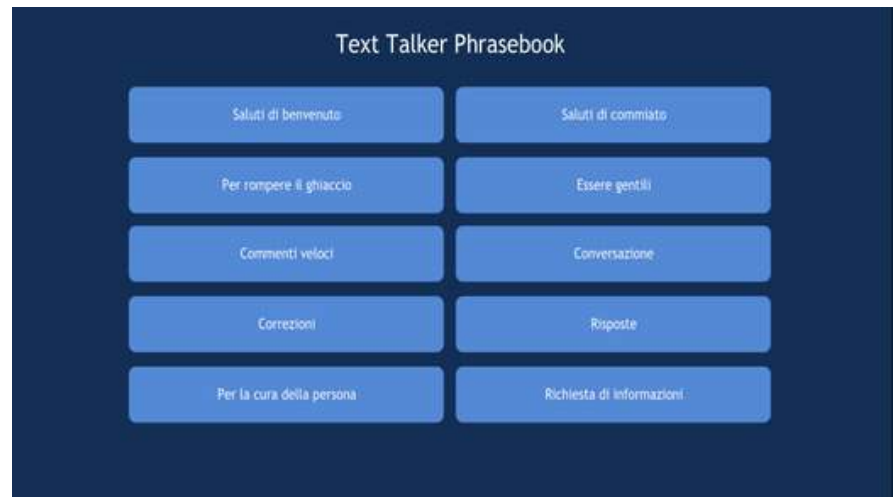 Text Talker Phrasebook
Saluti di benvenuto
Saluti di commiato
Per rompere il ghiaccio
Essere gentili
Commenti veloci
Conversazione
Correzioni
Risposte
Per la cura della persona
Richiesta di informazioni